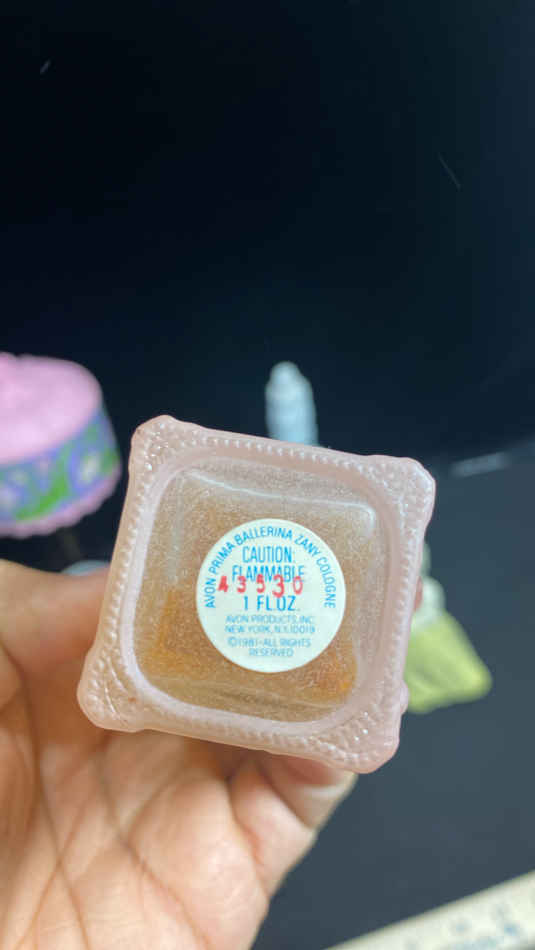 AVON PRIMA BALLERINA ZANY COLOGNE
CAUTION:
FLAMMABLE
43530
1 FL OZ.
AVON PRODUCTS, INC.
NEW YORK, N.Y. 10019
©1981-ALL RIGHTS
RESERVED